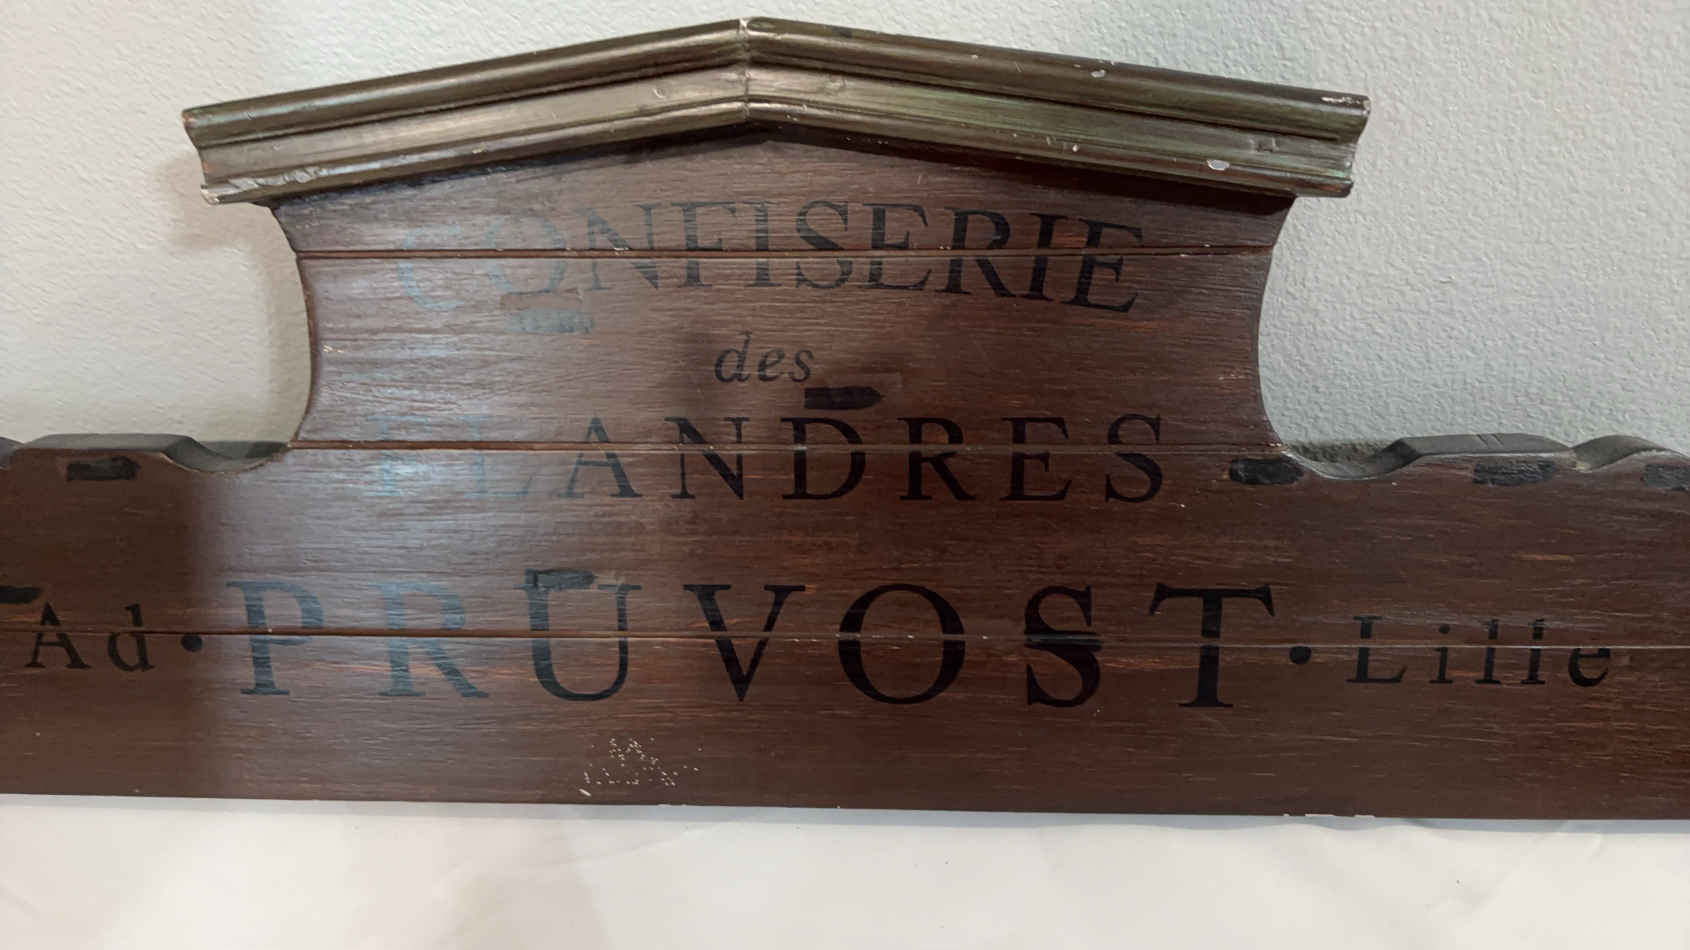 CONFISERIE
des
FLANDRES
Ad • PRUVOST • Lille